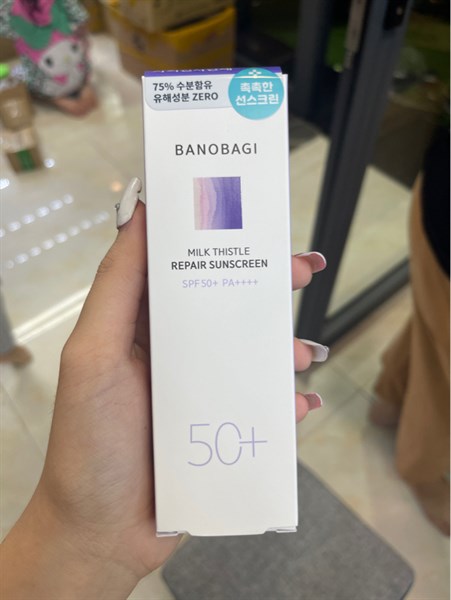 75% 수분함유
유해성분 ZERO
촉촉한
선스크린
BANOBAGI
MILK THISTLE
REPAIR SUNSCREEN
SPF50+ PA++++
50+